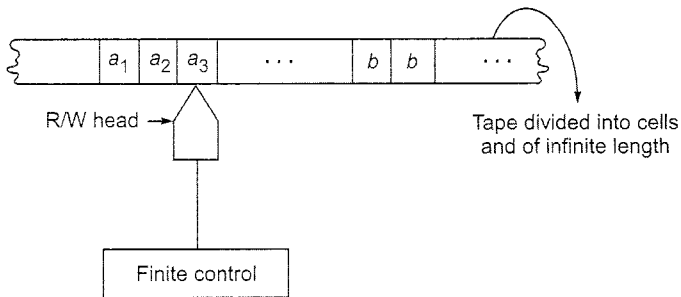 a₁ a₂ a₃ ··· b b ···
R/W head
Tape divided into cells
and of infinite length
Finite control